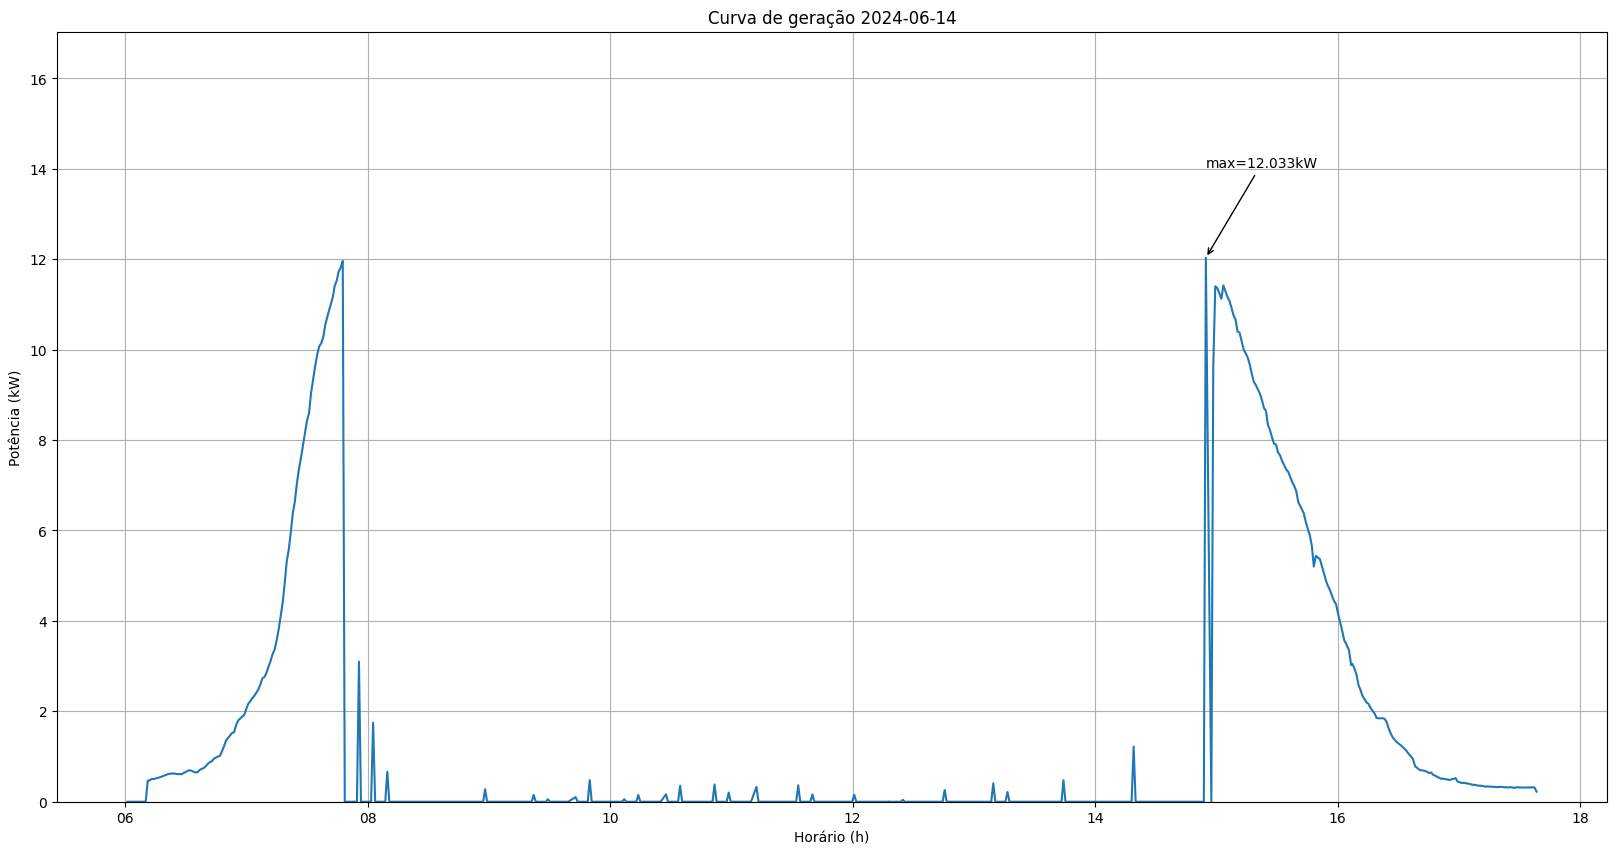 Curva de geração 2024-06-14
16
14
12
10
8
6
4
2
0
Potência (kW)
max=12.033kW
06 08 10 12 14 16 18
Horário (h)